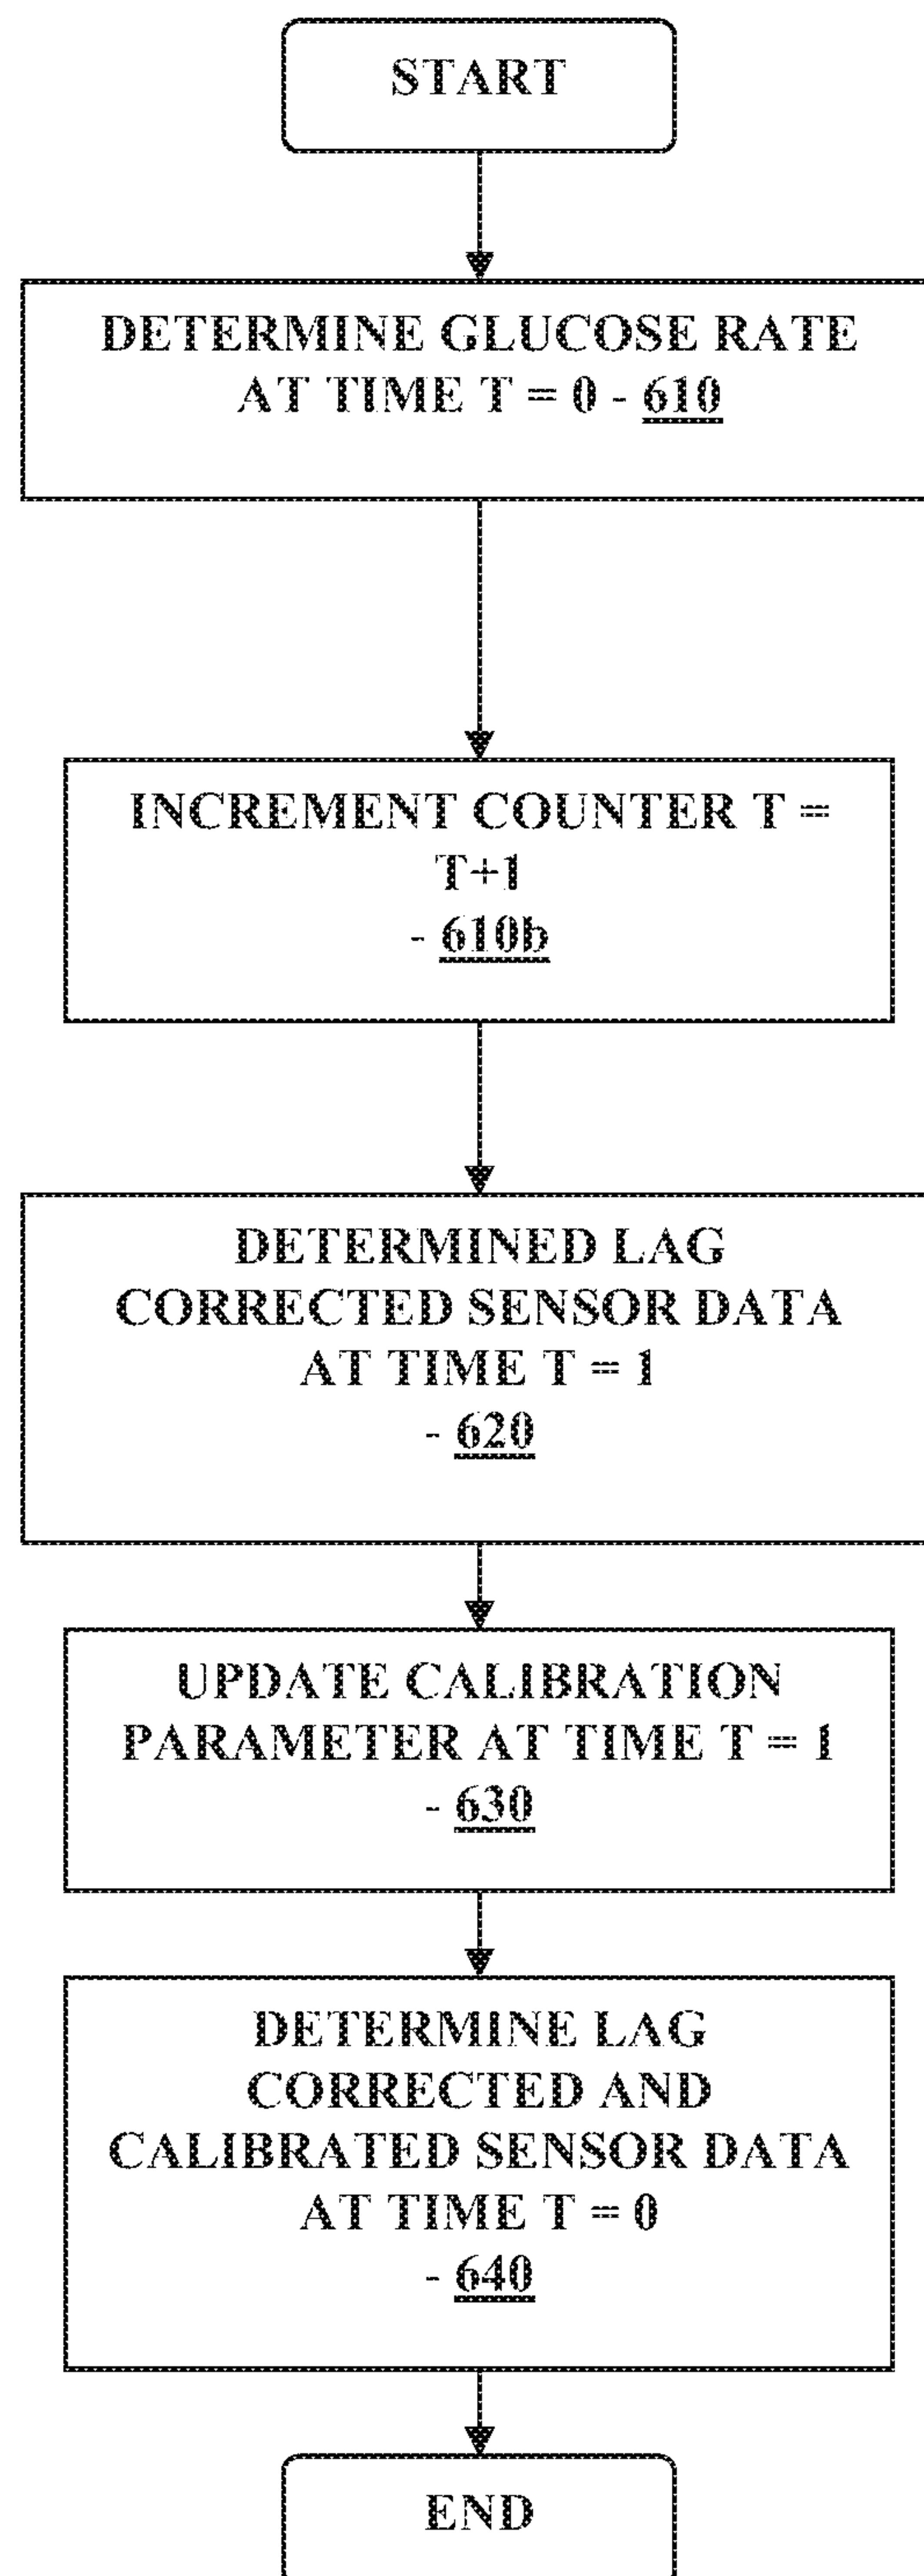 START
DETERMINE GLUCOSE RATE
AT TIME T = 0 - 610
INCREMENT COUNTER T =
T+1
- 610b
DETERMINED LAG
CORRECTED SENSOR DATA
AT TIME T = 1
- 620
UPDATE CALIBRATION
PARAMETER AT TIME T = 1
- 630
DETERMINE LAG
CORRECTED AND
CALIBRATED SENSOR DATA
AT TIME T = 0
- 640
END